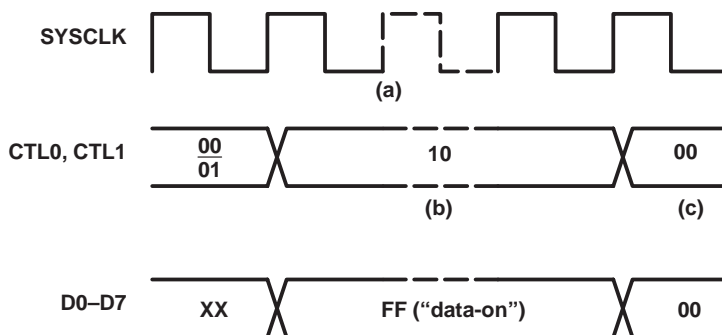 SYSCLK
(a)
CTL0, CTL1
00
01
10
00
(b)
(c)
D0–D7
XX
FF (“data-on”)
00